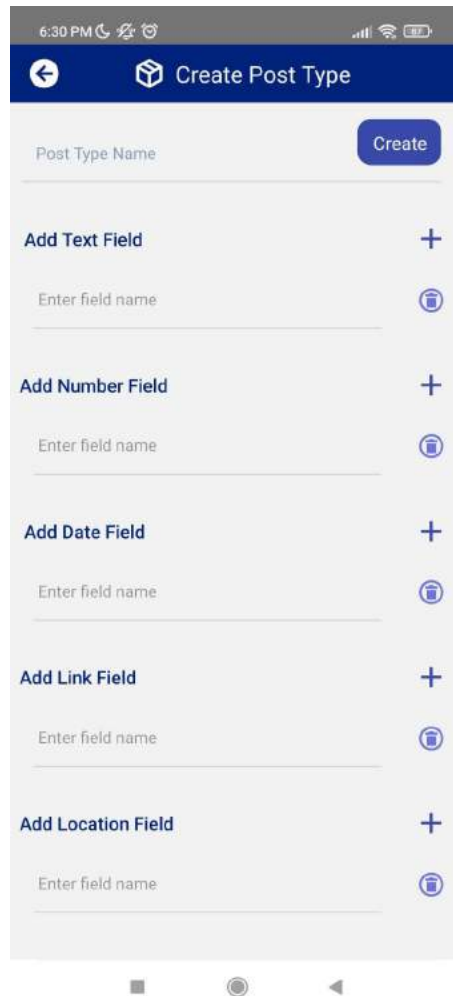 6:30 PM
87
Create Post Type
Post Type Name
Create
Add Text Field
Enter field name
Add Number Field
Enter field name
Add Date Field
Enter field name
Add Link Field
Enter field name
Add Location Field
Enter field name